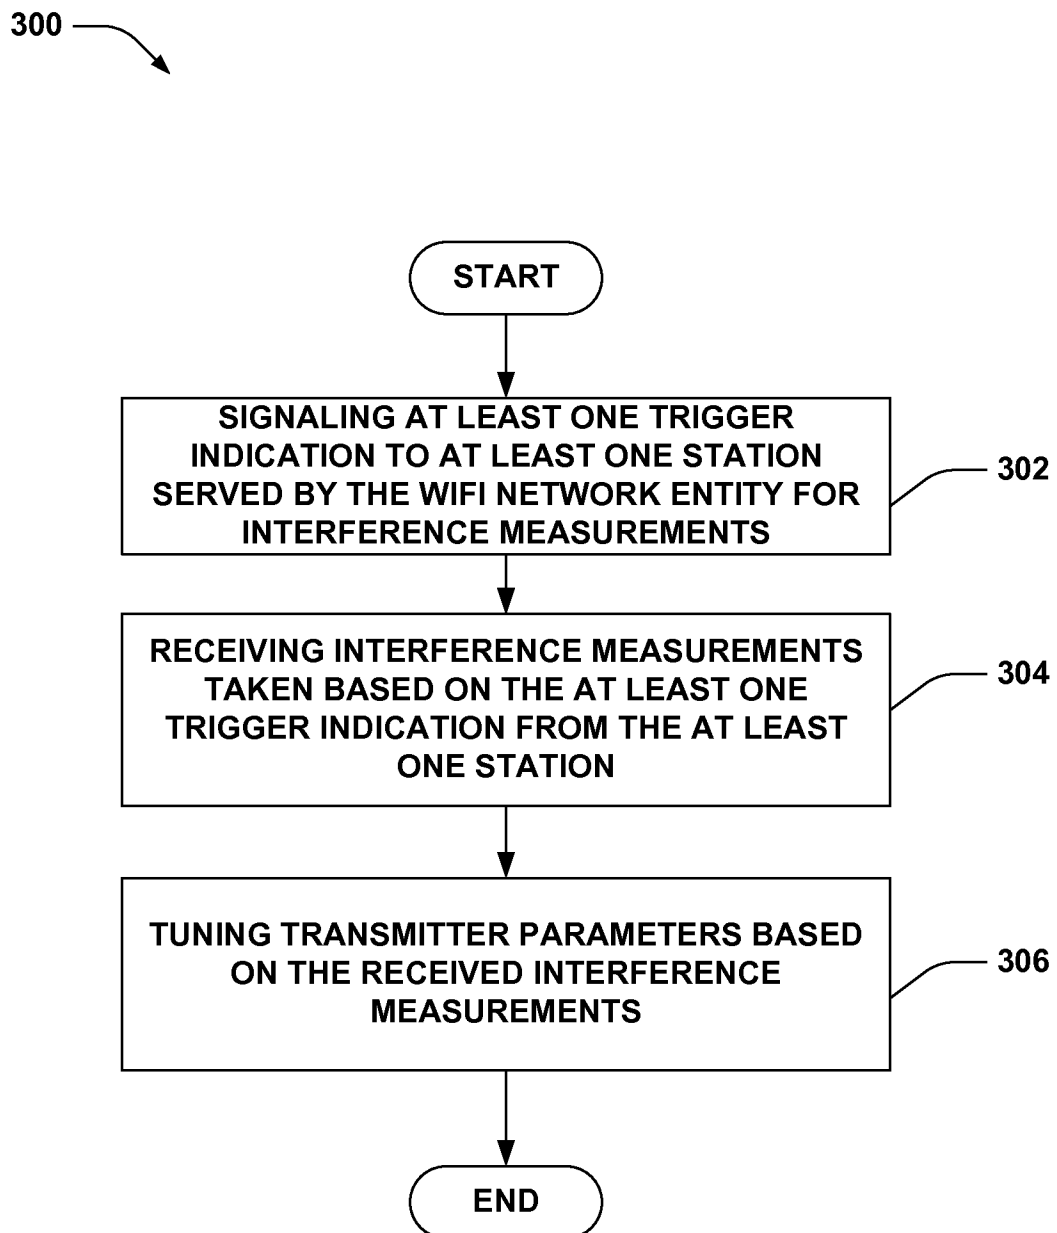 300
START
SIGNALING AT LEAST ONE TRIGGER
INDICATION TO AT LEAST ONE STATION
SERVED BY THE WIFI NETWORK ENTITY FOR
INTERFERENCE MEASUREMENTS
302
RECEIVING INTERFERENCE MEASUREMENTS
TAKEN BASED ON THE AT LEAST ONE
TRIGGER INDICATION FROM THE AT LEAST
ONE STATION
304
TUNING TRANSMITTER PARAMETERS BASED
ON THE RECEIVED INTERFERENCE
MEASUREMENTS
306
END